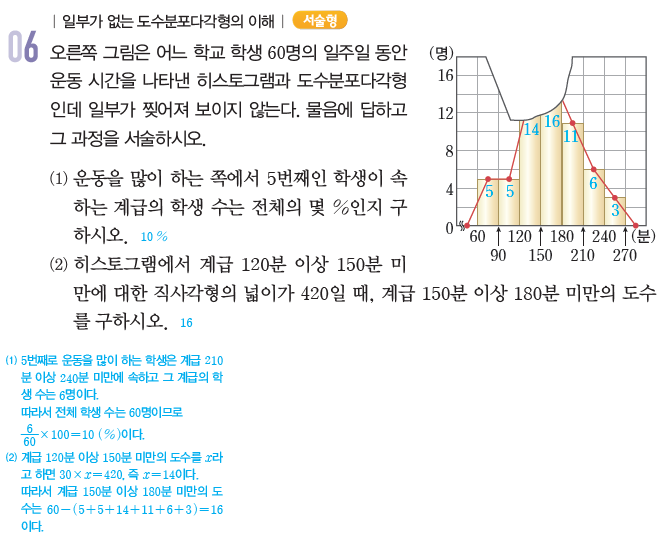 | 일부가 없는 도수분포다각형의 이해 | 서술형
06 오른쪽 그림은 어느 학교 학생 60명의 일주일 동안
운동 시간을 나타낸 히스토그램과 도수분포다각형
인데 일부가 찢어져 보이지 않는다. 물음에 답하고
그 과정을 서술하시오.
⑴ 운동을 많이 하는 쪽에서 5번째인 학생이 속
하는 계급의 학생 수는 전체의 몇 %인지 구
하시오. 10 %
⑵ 히스토그램에서 계급 120분 이상 150분 미
만에 대한 직사각형의 넓이가 420일 때, 계급 150분 이상 180분 미만의 도수
를 구하시오. 16
(명)
16
12
8
4
0
5 5 14 16 11 6 3
60 120 180 240 (분)
90 150 210 270
⑴ 5번째로 운동을 많이 하는 학생은 계급 210
분 이상 240분 미만에 속하고 그 계급의 학
생 수는 6명이다.
따라서 전체 학생 수는 60명이므로
6/60×100=10 (%)이다.
⑵ 계급 120분 이상 150분 미만의 도수를 x라
고 하면 30×x=420, 즉 x=14이다.
따라서 계급 150분 이상 180분 미만의 도
수는 60-(5+5+14+11+6+3)=16
이다.